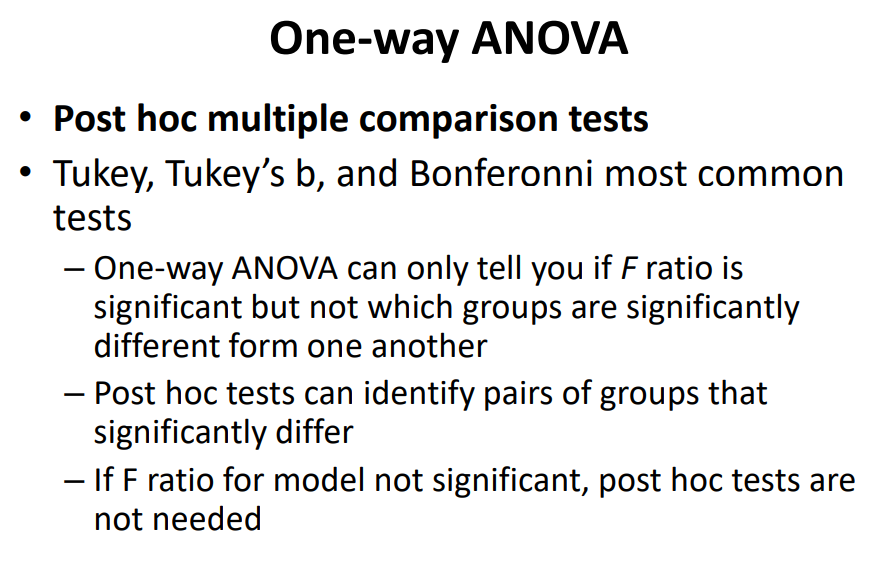 One-way ANOVA
• Post hoc multiple comparison tests
• Tukey, Tukey’s b, and Bonferonni most common
tests
– One-way ANOVA can only tell you if F ratio is
significant but not which groups are significantly
different form one another
– Post hoc tests can identify pairs of groups that
significantly differ
– If F ratio for model not significant, post hoc tests are
not needed